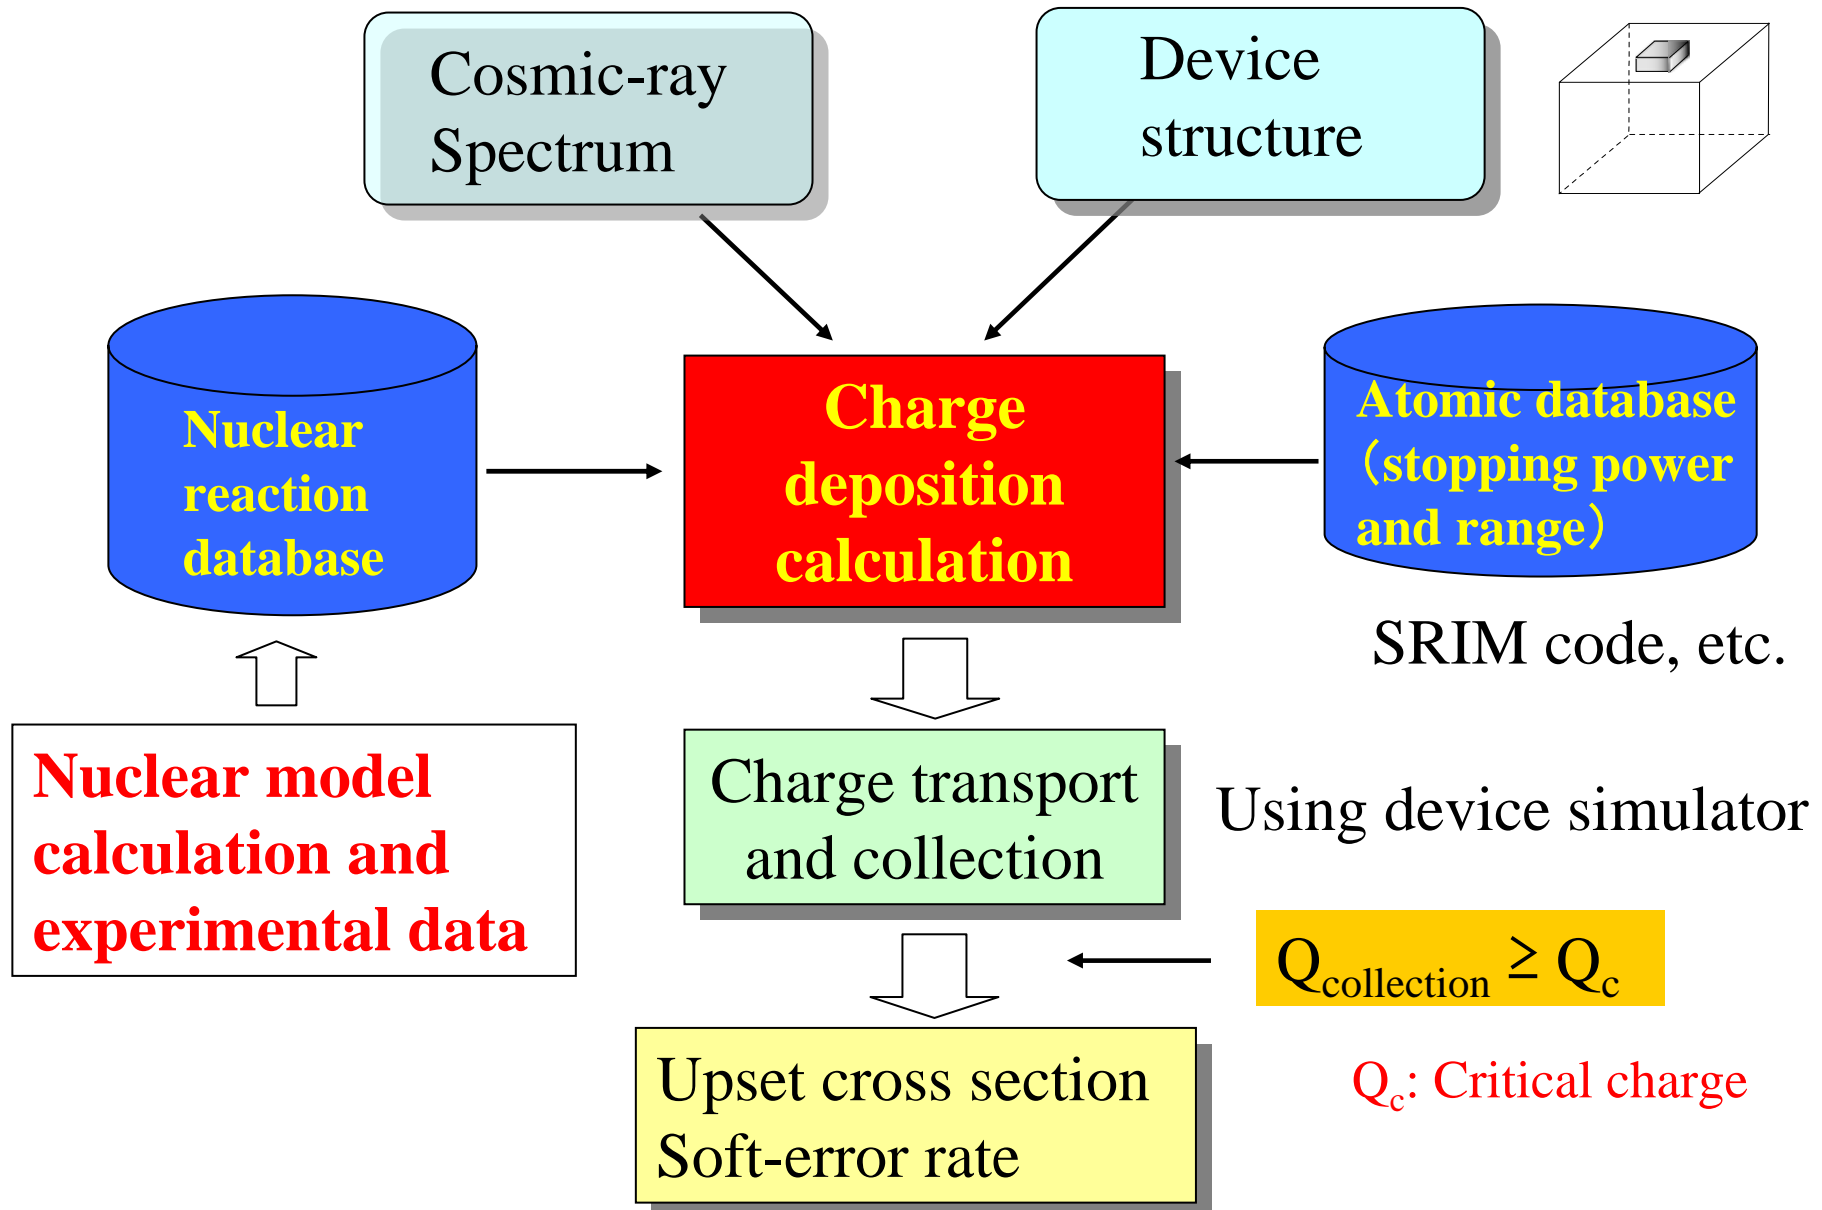 Cosmic-ray
Spectrum
Device
structure
Nuclear
reaction
database
Charge
deposition
calculation
Atomic database
（stopping power
and range）
SRIM code, etc.
Nuclear model
calculation and
experimental data
Charge transport
and collection
Using device simulator
Qcollection ≥ Qc
Upset cross section
Soft-error rate
Qc: Critical charge